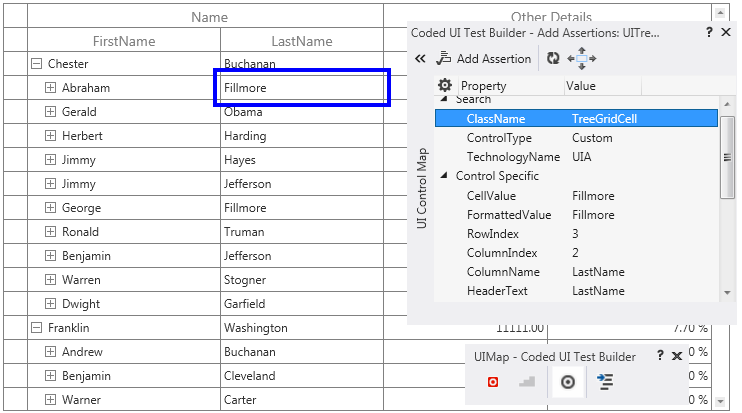 Name Other Details
FirstName LastName
Chester Buchanan
Abraham Fillmore
Gerald Obama
Herbert Harding
Jimmy Hayes
Jimmy Jefferson
George Fillmore
Ronald Truman
Benjamin Jefferson
Warren Stogner
Dwight Garfield
Franklin Washington 11111.00 7.70 %
Andrew Buchanan 0 %
Benjamin Cleveland 0 %
Warner Carter 0 %
Coded UI Test Builder - Add Assertions: UITre... ?
Add Assertion
UI Control Map
Property Value
Search
ClassName TreeGridCell
ControlType Custom
TechnologyName UIA
Control Specific
CellValue Fillmore
FormattedValue Fillmore
RowIndex 3
ColumnIndex 2
ColumnName LastName
HeaderText LastName
UIMap - Coded UI Test Builder ?